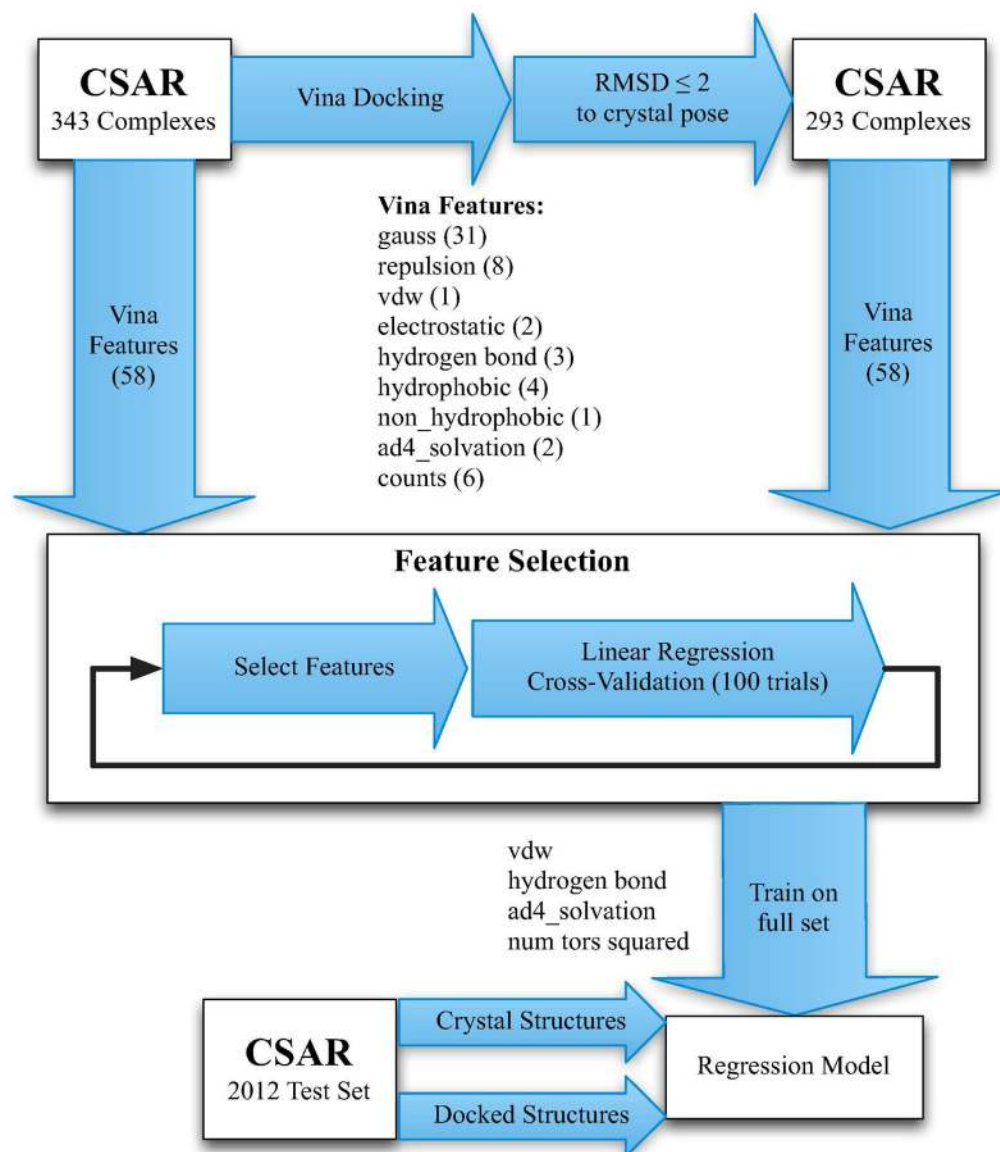 CSAR
343 Complexes
Vina Docking
RMSD ≤ 2
to crystal pose
CSAR
293 Complexes
Vina Features:
gauss (31)
repulsion (8)
vdw (1)
electrostatic (2)
hydrogen bond (3)
hydrophobic (4)
non_hydrophobic (1)
ad4_solvation (2)
counts (6)
Vina
Features
(58)
Vina
Features
(58)
Feature Selection
Select Features
Linear Regression
Cross-Validation (100 trials)
vdw
hydrogen bond
ad4_solvation
num tors squared
Train on
full set
CSAR
2012 Test Set
Crystal Structures
Docked Structures
Regression Model